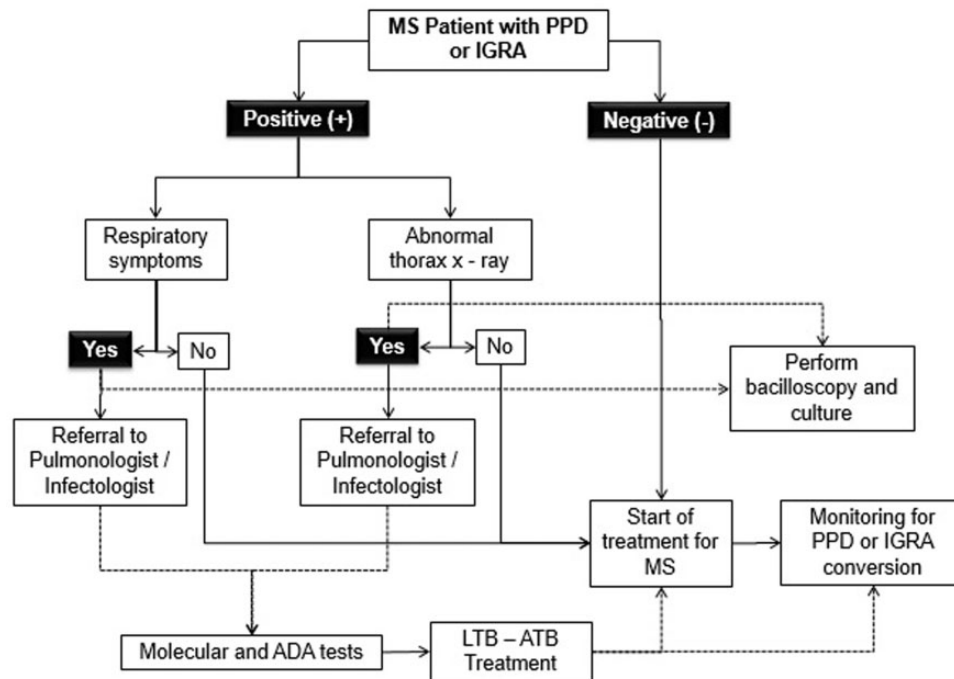 MS Patient with PPD
or IGRA
Positive (+)
Negative (-)
Respiratory
symptoms
Abnormal
thorax x - ray
Yes
No
Yes
No
Perform
bacilloscopy and
culture
Referral to
Pulmonologist /
Infectologist
Referral to
Pulmonologist /
Infectologist
Start of
treatment for
MS
Monitoring for
PPD or IGRA
conversion
Molecular and ADA tests
LTB – ATB
Treatment